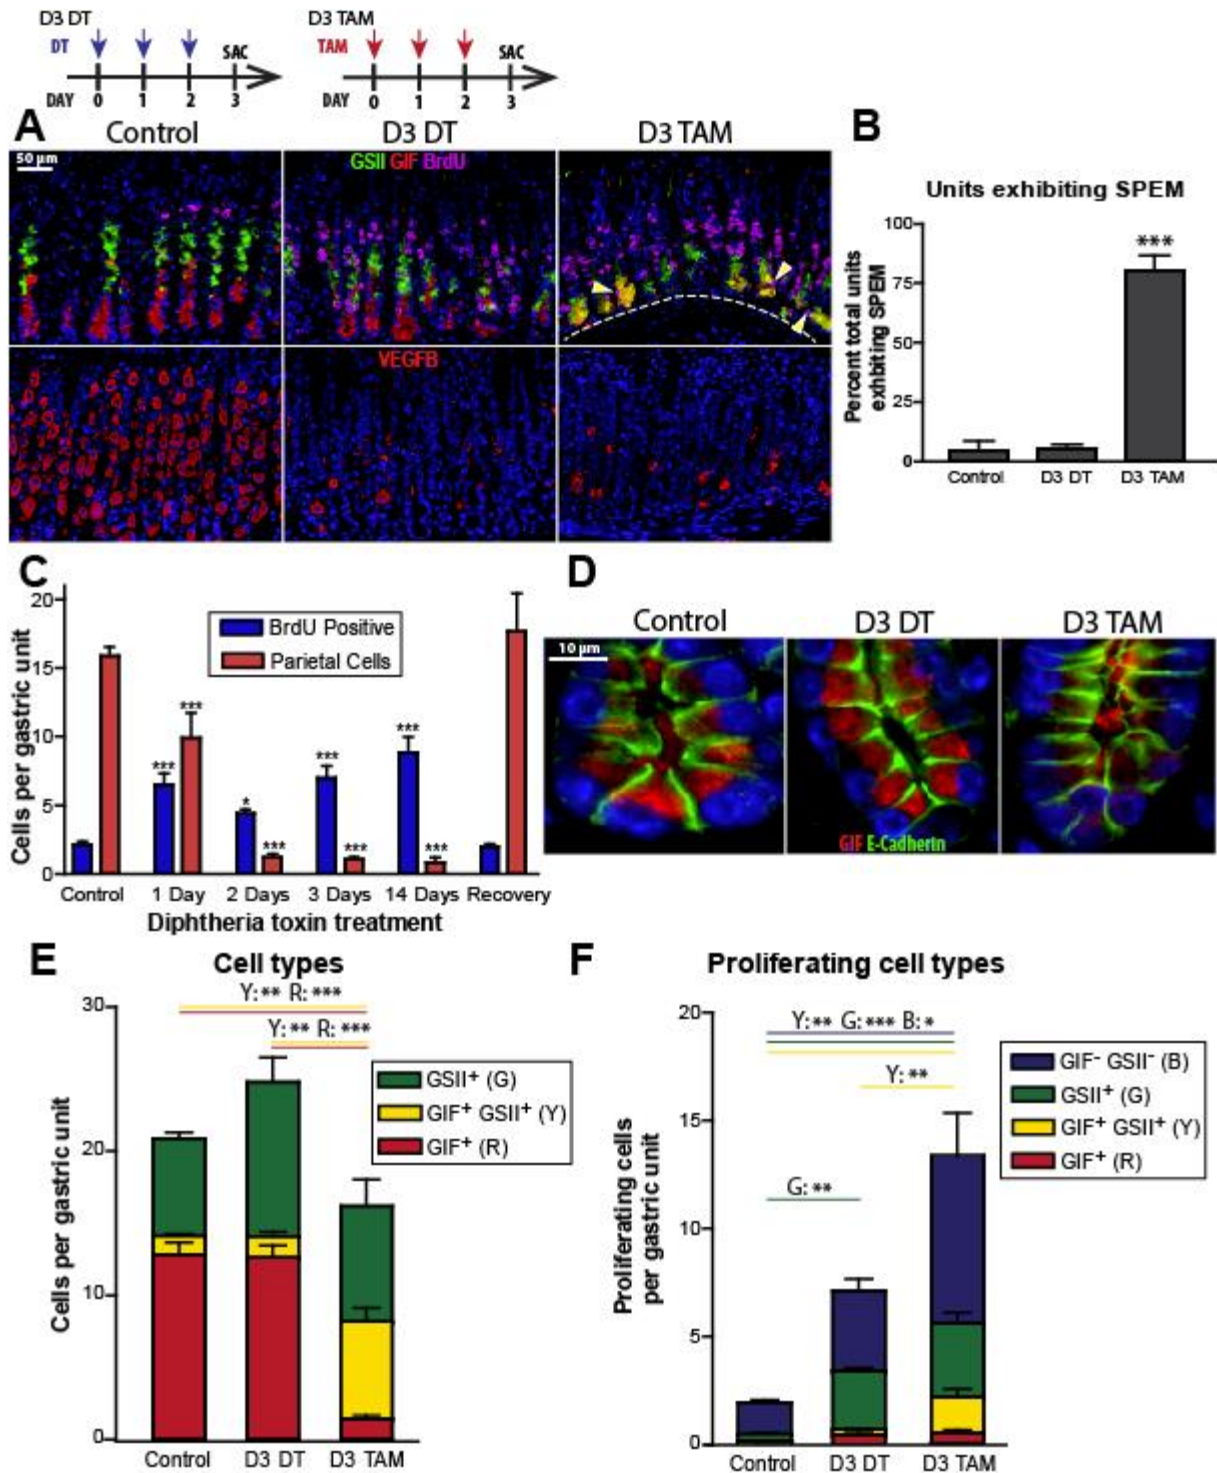 D3 DT
DT
SAC
DAY 0 1 2 3
D3 TAM
TAM
SAC
DAY 0 1 2 3
A
Control
D3 DT
D3 TAM
50 µm
GSII GIF BrdU
VEGFB
B
Units exhibiting SPEM
Percent total units
exhbiting SPEM
100
75
50
25
0
***
Control
D3 DT
D3 TAM
C
Cells per gastric unit
20
15
10
5
0
BrdU Positive
Parietal Cells
***
***
*
***
***
***
***
***
Control
1 Day
2 Days
3 Days
14 Days
Recovery
Diphtheria toxin treatment
D
Control
D3 DT
D3 TAM
10 µm
GIF E-Cadherin
E
Cell types
Cells per gastric unit
30
20
10
0
Y: ** R: ***
Y: ** R: ***
GSII+ (G)
GIF+ GSII+ (Y)
GIF+ (R)
Control
D3 DT
D3 TAM
F
Proliferating cell types
Proliferating cells
per gastric unit
20
15
10
5
0
Y: ** G: *** B: *
Y: **
G: **
GIF- GSII- (B)
GSII+ (G)
GIF+ GSII+ (Y)
GIF+ (R)
Control
D3 DT
D3 TAM